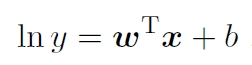 ln y = w^T x + b